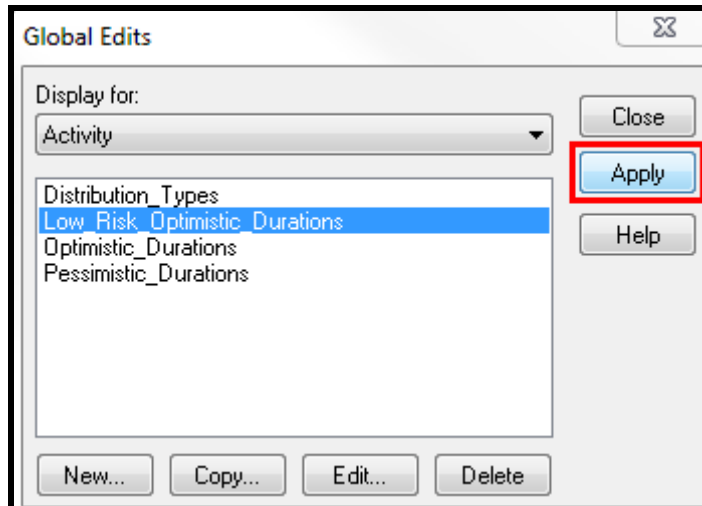 Global Edits
Display for:
Activity
Close
Apply
Help
Distribution_Types
Low_Risk_Optimistic_Durations
Optimistic_Durations
Pessimistic_Durations
New...
Copy...
Edit...
Delete